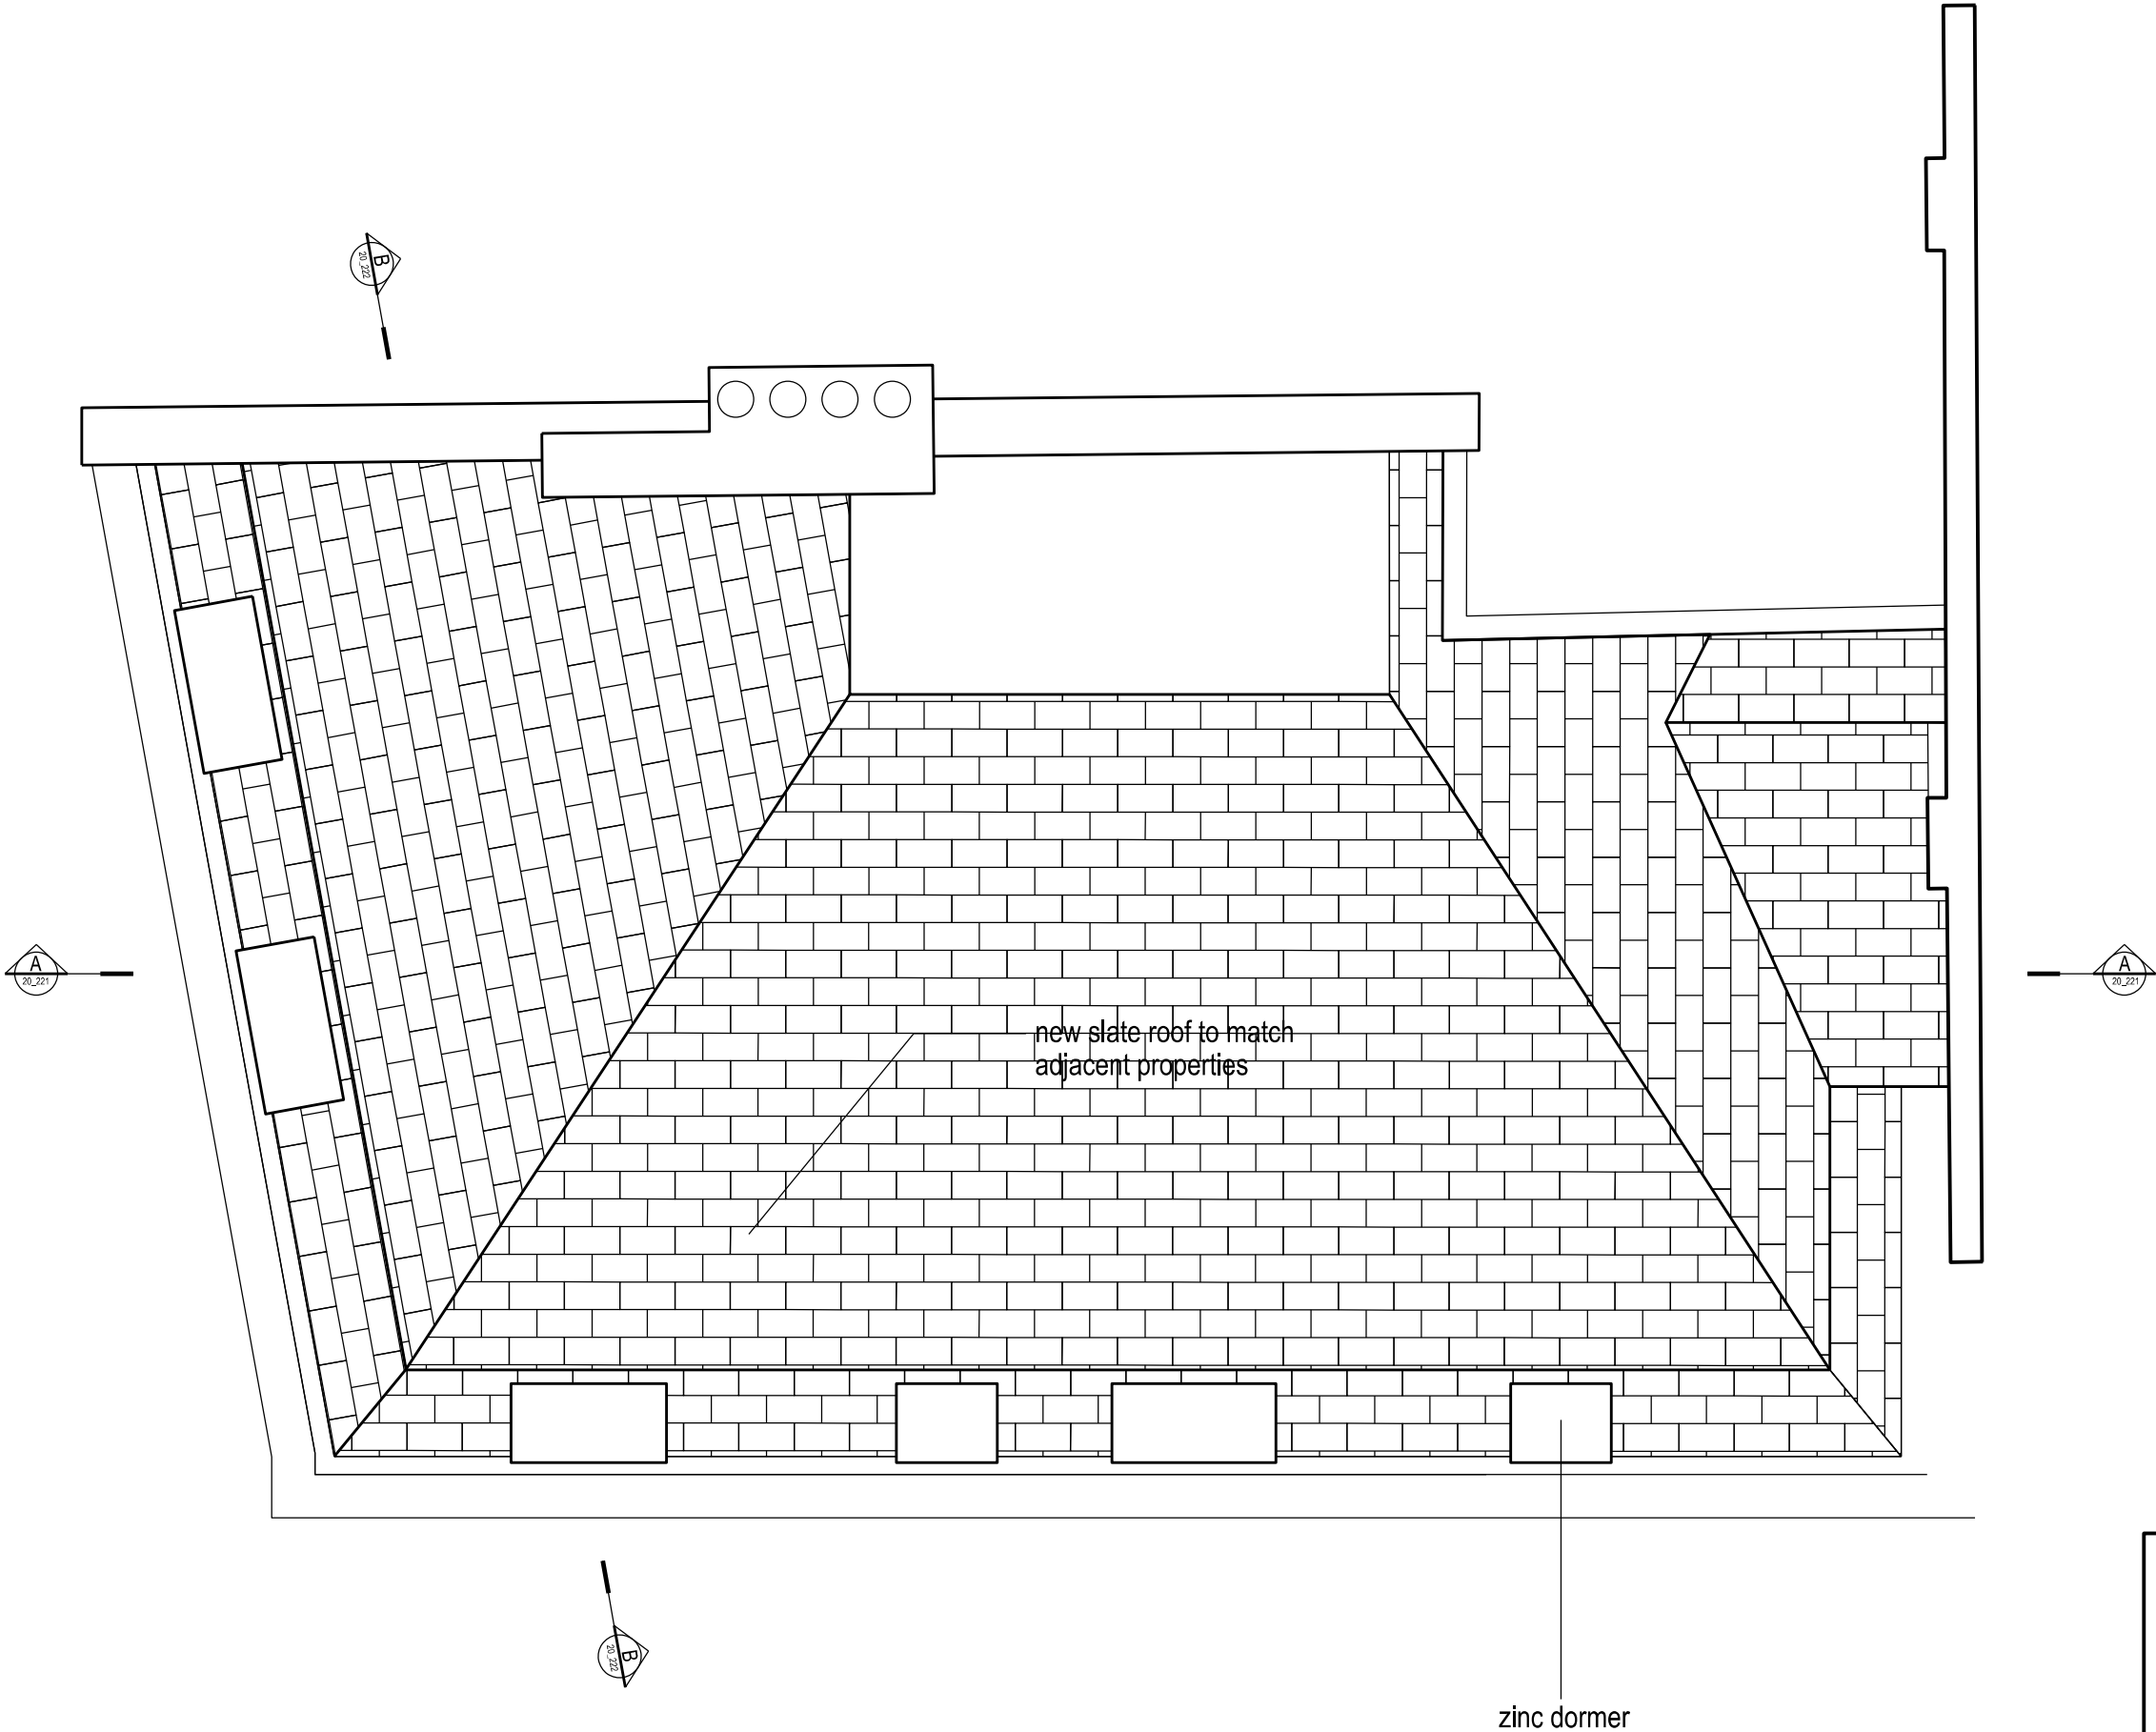 B
20_222
A
20_221
A
20_221
new slate roof to match
adjacent properties
B
20_222
zinc dormer